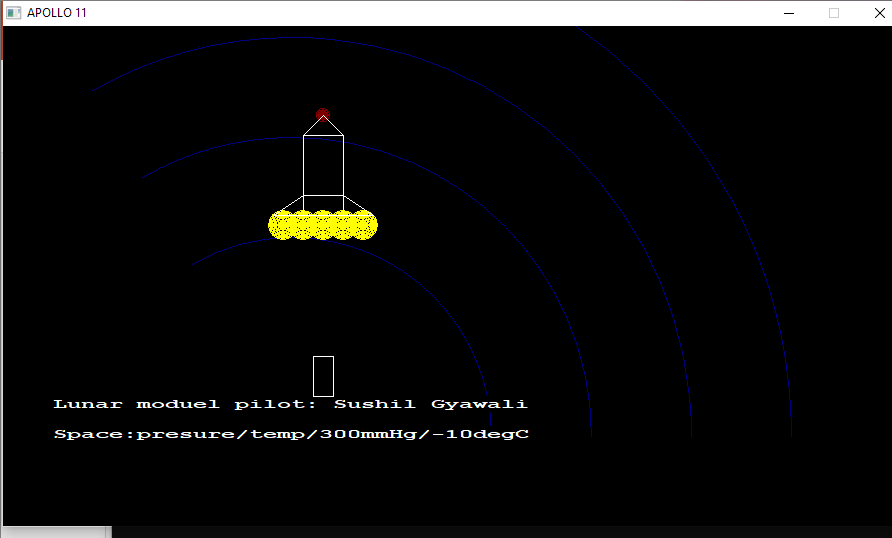 APOLLO 11
Lunar moduel pilot: Sushil Gyawali
Space:presure/temp/300mmHg/-10degC